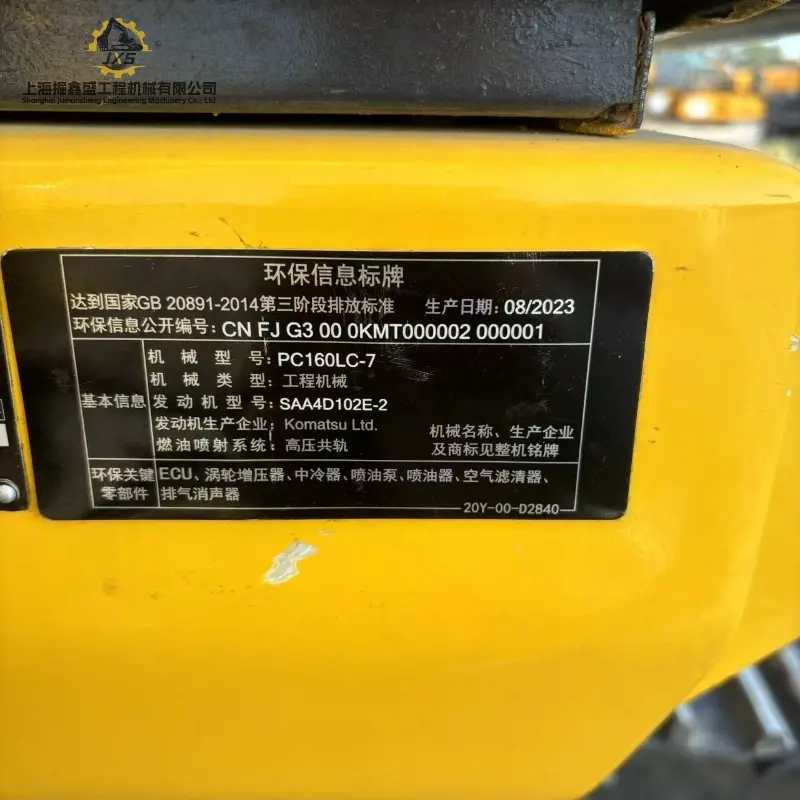 JXS
上海掘鑫盛工程机械有限公司
Shanghai Juexinsheng Engineering Machinery Co., Ltd
环保信息标牌
达到国家GB 20891-2014第三阶段排放标准 生产日期: 08/2023
环保信息公开编号: CN FJ G3 00 0KMT000002 000001
机械型号: PC160LC-7
机械类型: 工程机械
基本信息 发动机型号: SAA4D102E-2
发动机生产企业: Komatsu Ltd. 机械名称、生产企业
燃油喷射系统: 高压共轨 及商标见整机铭牌
环保关键 ECU、涡轮增压器、中冷器、喷油泵、喷油器、空气滤清器、
零部件 排气消声器
20Y-00-D2840